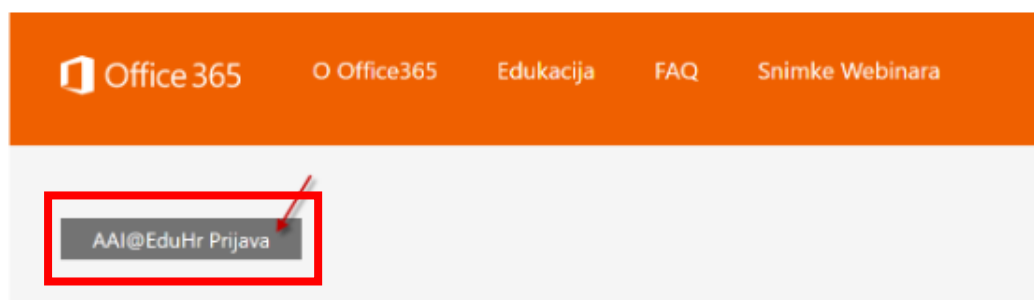 Office 365 O Office365 Edukacija FAQ Snimke Webinara
AAI@EduHr Prijava